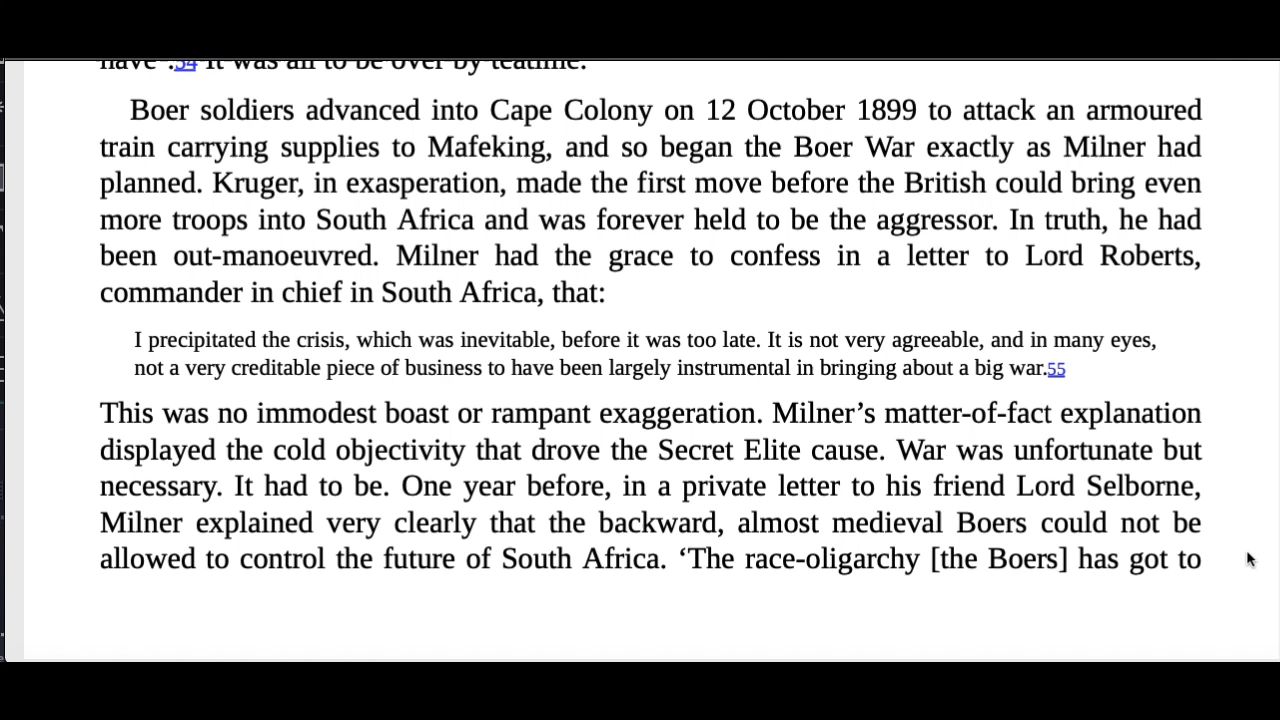 have'.54 It was all to be over by teatime.
Boer soldiers advanced into Cape Colony on 12 October 1899 to attack an armoured
train carrying supplies to Mafeking, and so began the Boer War exactly as Milner had
planned. Kruger, in exasperation, made the first move before the British could bring even
more troops into South Africa and was forever held to be the aggressor. In truth, he had
been out-manoeuvred. Milner had the grace to confess in a letter to Lord Roberts,
commander in chief in South Africa, that:
I precipitated the crisis, which was inevitable, before it was too late. It is not very agreeable, and in many eyes,
not a very creditable piece of business to have been largely instrumental in bringing about a big war.55
This was no immodest boast or rampant exaggeration. Milner’s matter-of-fact explanation
displayed the cold objectivity that drove the Secret Elite cause. War was unfortunate but
necessary. It had to be. One year before, in a private letter to his friend Lord Selborne,
Milner explained very clearly that the backward, almost medieval Boers could not be
allowed to control the future of South Africa. ‘The race-oligarchy [the Boers] has got to